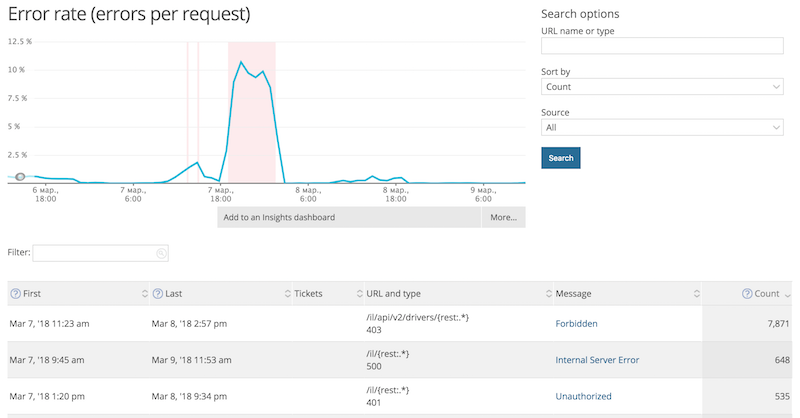 Error rate (errors per request)
12.5 %
10 %
7.5 %
5 %
2.5 %
6 мар., 18:00
7 мар., 6:00
7 мар., 18:00
8 мар., 6:00
8 мар., 18:00
9 мар., 6:00
Add to an Insights dashboard
More...
Search options
URL name or type
Sort by
Count
Source
All
Search
Filter:
? First ? Last Tickets URL and type Message ? Count
Mar 7, '18 11:23 am Mar 8, '18 2:57 pm /il/api/v2/drivers/{rest:.*} Forbidden 7,871
403
Mar 7, '18 9:45 am Mar 9, '18 11:53 am /il/{rest:.*} Internal Server Error 648
500
Mar 7, '18 1:20 pm Mar 8, '18 9:34 pm /il/{rest:.*} Unauthorized 535
401